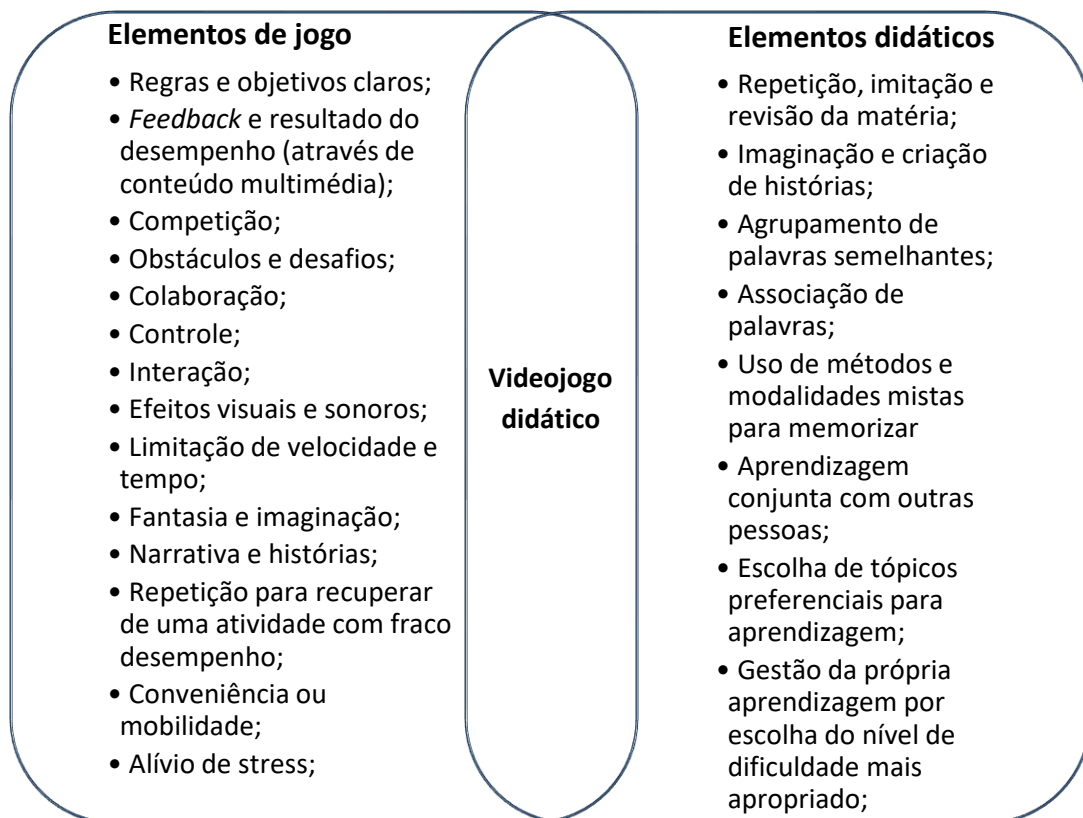 Elementos de jogo
• Regras e objetivos claros;
• Feedback e resultado do
desempenho (através de
conteúdo multimédia);
• Competição;
• Obstáculos e desafios;
• Colaboração;
• Controle;
• Interação;
• Efeitos visuais e sonoros;
• Limitação de velocidade e
tempo;
• Fantasia e imaginação;
• Narrativa e histórias;
• Repetição para recuperar
de uma atividade com fraco
desempenho;
• Conveniência ou
mobilidade;
• Alívio de stress;
Videojogo
didático
Elementos didáticos
• Repetição, imitação e
revisão da matéria;
• Imaginação e criação
de histórias;
• Agrupamento de
palavras semelhantes;
• Associação de
palavras;
• Uso de métodos e
modalidades mistas
para memorizar
• Aprendizagem
conjunta com outras
pessoas;
• Escolha de tópicos
preferenciais para
aprendizagem;
• Gestão da própria
aprendizagem por
escolha do nível de
dificuldade mais
apropriado;